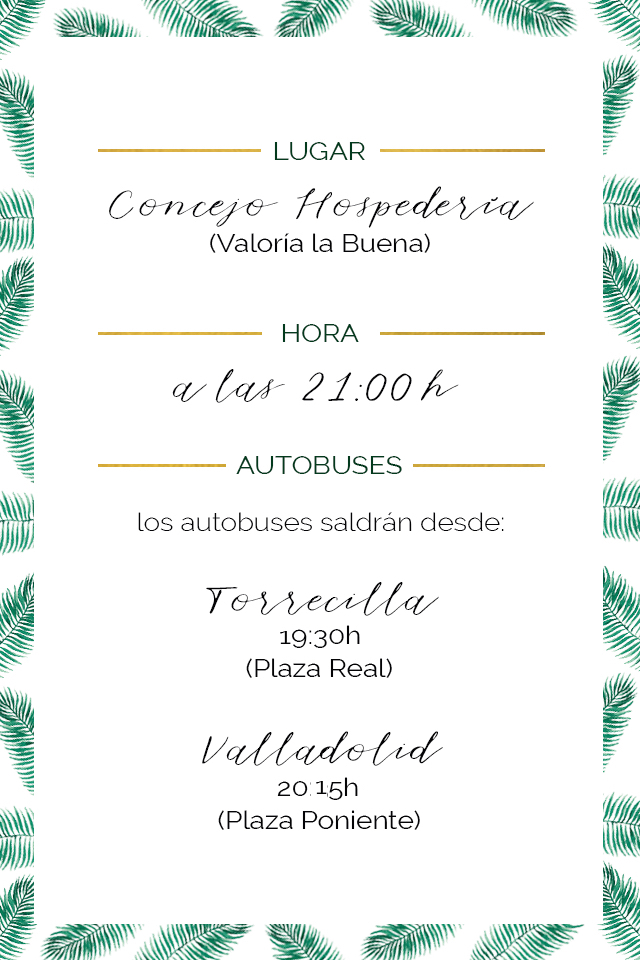 LUGAR
Concejo Hospedería
(Valoría la Buena)
HORA
a las 21:00 h
AUTOBUSES
los autobuses saldrán desde:
Torrecilla
19:30h
(Plaza Real)
Valladolid
20:15h
(Plaza Poniente)